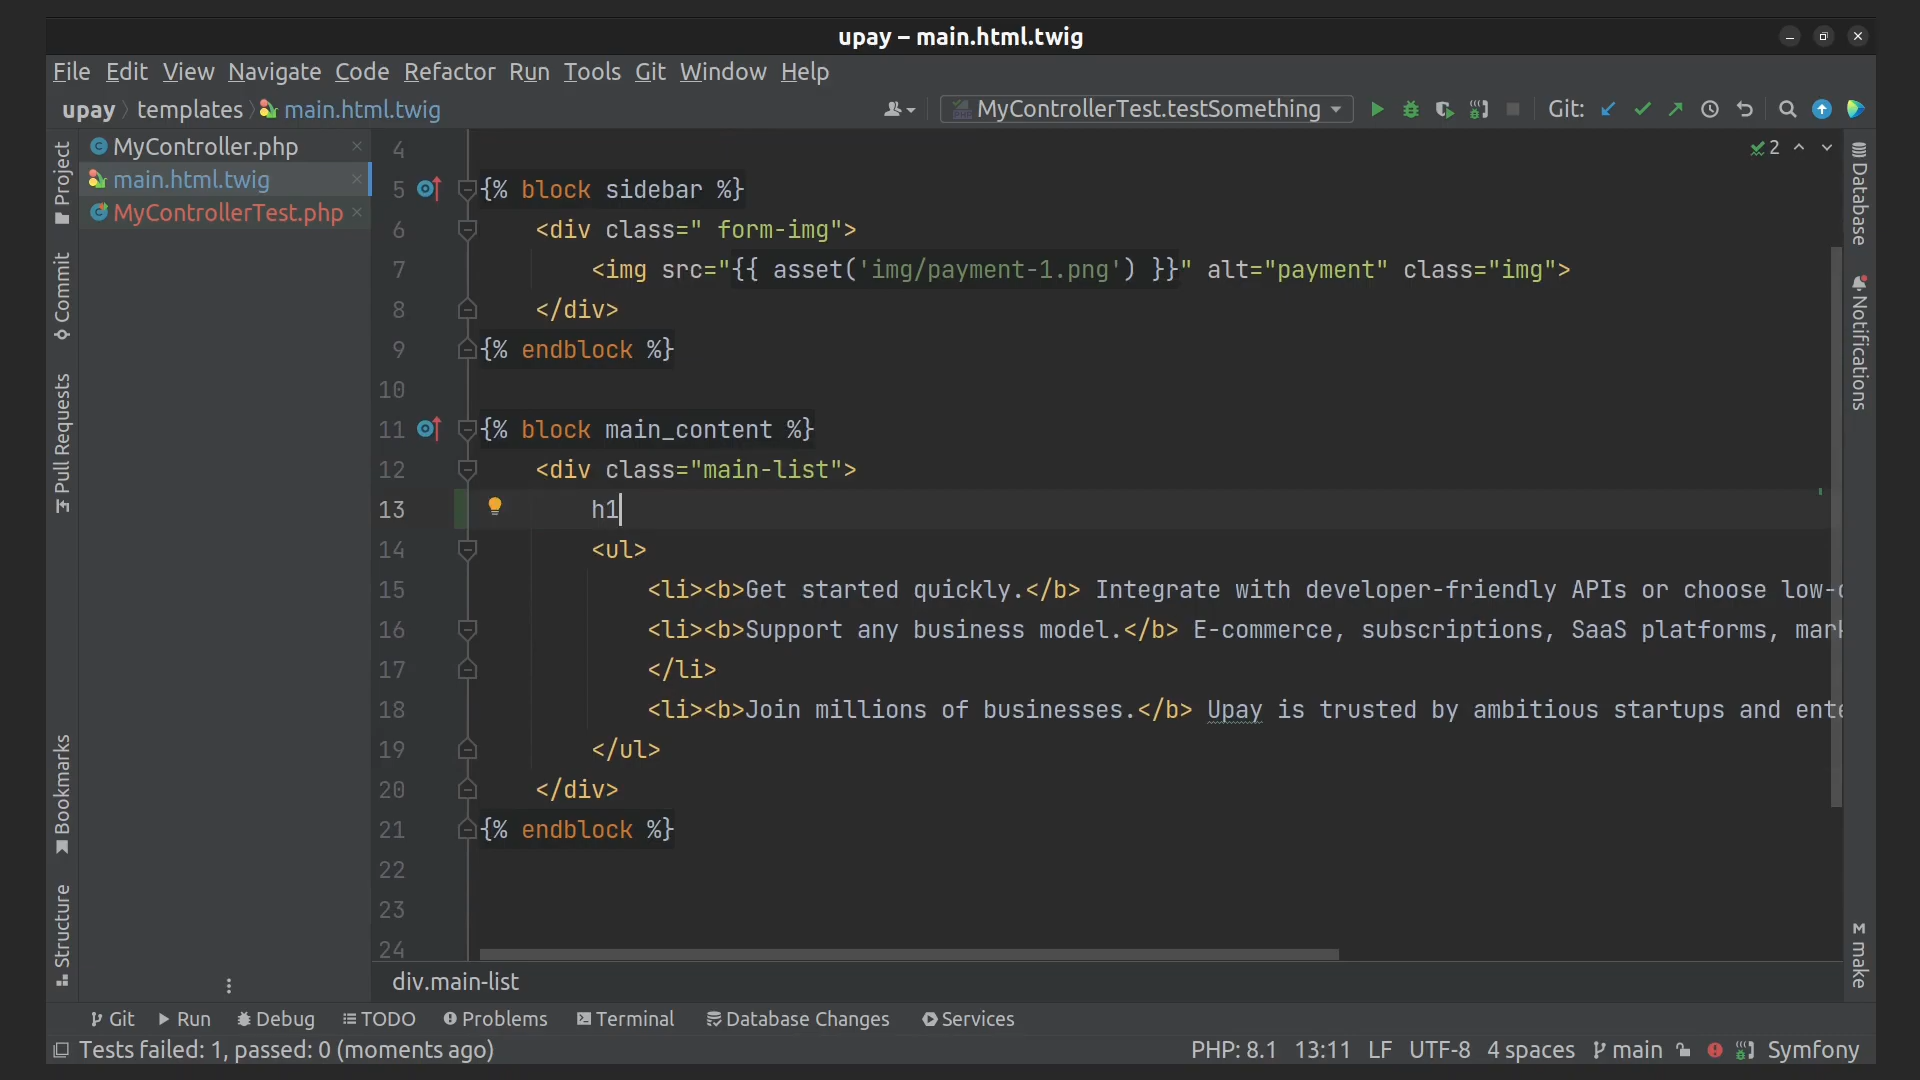 upay – main.html.twig
File Edit View Navigate Code Refactor Run Tools Git Window Help
upay templates main.html.twig MyControllerTest.testSomething Git:
Project
Commit
Pull Requests
Bookmarks
Structure
MyController.php
main.html.twig
MyControllerTest.php
2
4
5 {% block sidebar %}
6 <div class=" form-img">
7 <img src="{{ asset('img/payment-1.png') }}" alt="payment" class="img">
8 </div>
9 {% endblock %}
10
11 {% block main_content %}
12 <div class="main-list">
13 h1
14 <ul>
15 <li><b>Get started quickly.</b> Integrate with developer-friendly APIs or choose low-
16 <li><b>Support any business model.</b> E-commerce, subscriptions, SaaS platforms, mark
17 </li>
18 <li><b>Join millions of businesses.</b> Upay is trusted by ambitious startups and ente
19 </ul>
20 </div>
21 {% endblock %}
22
23
24
div.main-list
Database
Notifications
M make
Git Run Debug TODO Problems Terminal Database Changes Services
Tests failed: 1, passed: 0 (moments ago) PHP: 8.1 13:11 LF UTF-8 4 spaces main Symfony